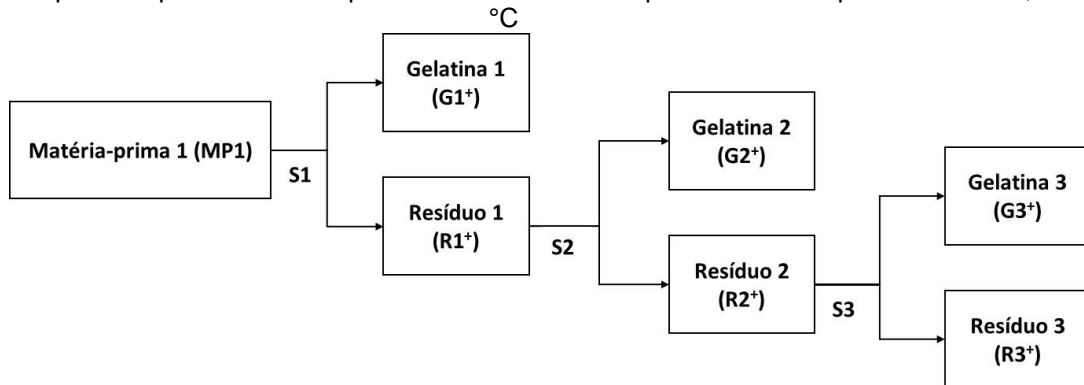 °C
Gelatina 1
(G1⁺)
Matéria-prima 1 (MP1)
S1
Resíduo 1
(R1⁺)
Gelatina 2
(G2⁺)
S2
Resíduo 2
(R2⁺)
Gelatina 3
(G3⁺)
S3
Resíduo 3
(R3⁺)